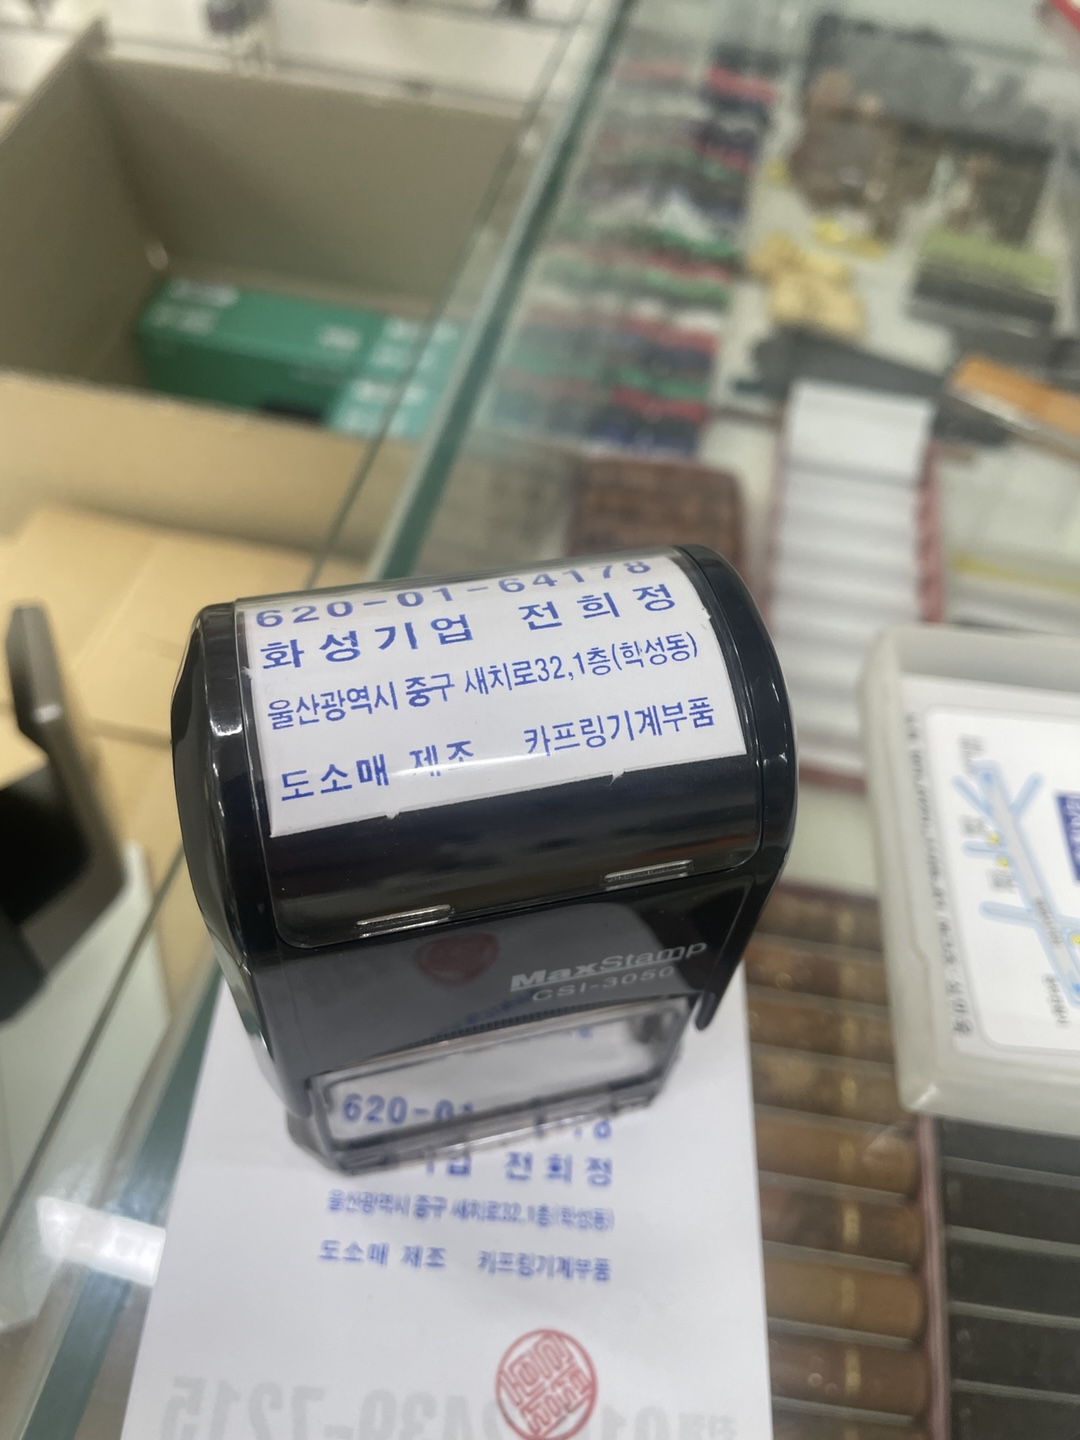 620-01-64178
화성기업 전희정
울산광역시 중구 새치로32,1층(학성동)
도소매 제조 카프링기계부품
MaxStamp
CSI-3050
620-01
전희정
울산광역시 중구 새치로32,1층(학성동)
도소매 제조 카프링기계부품